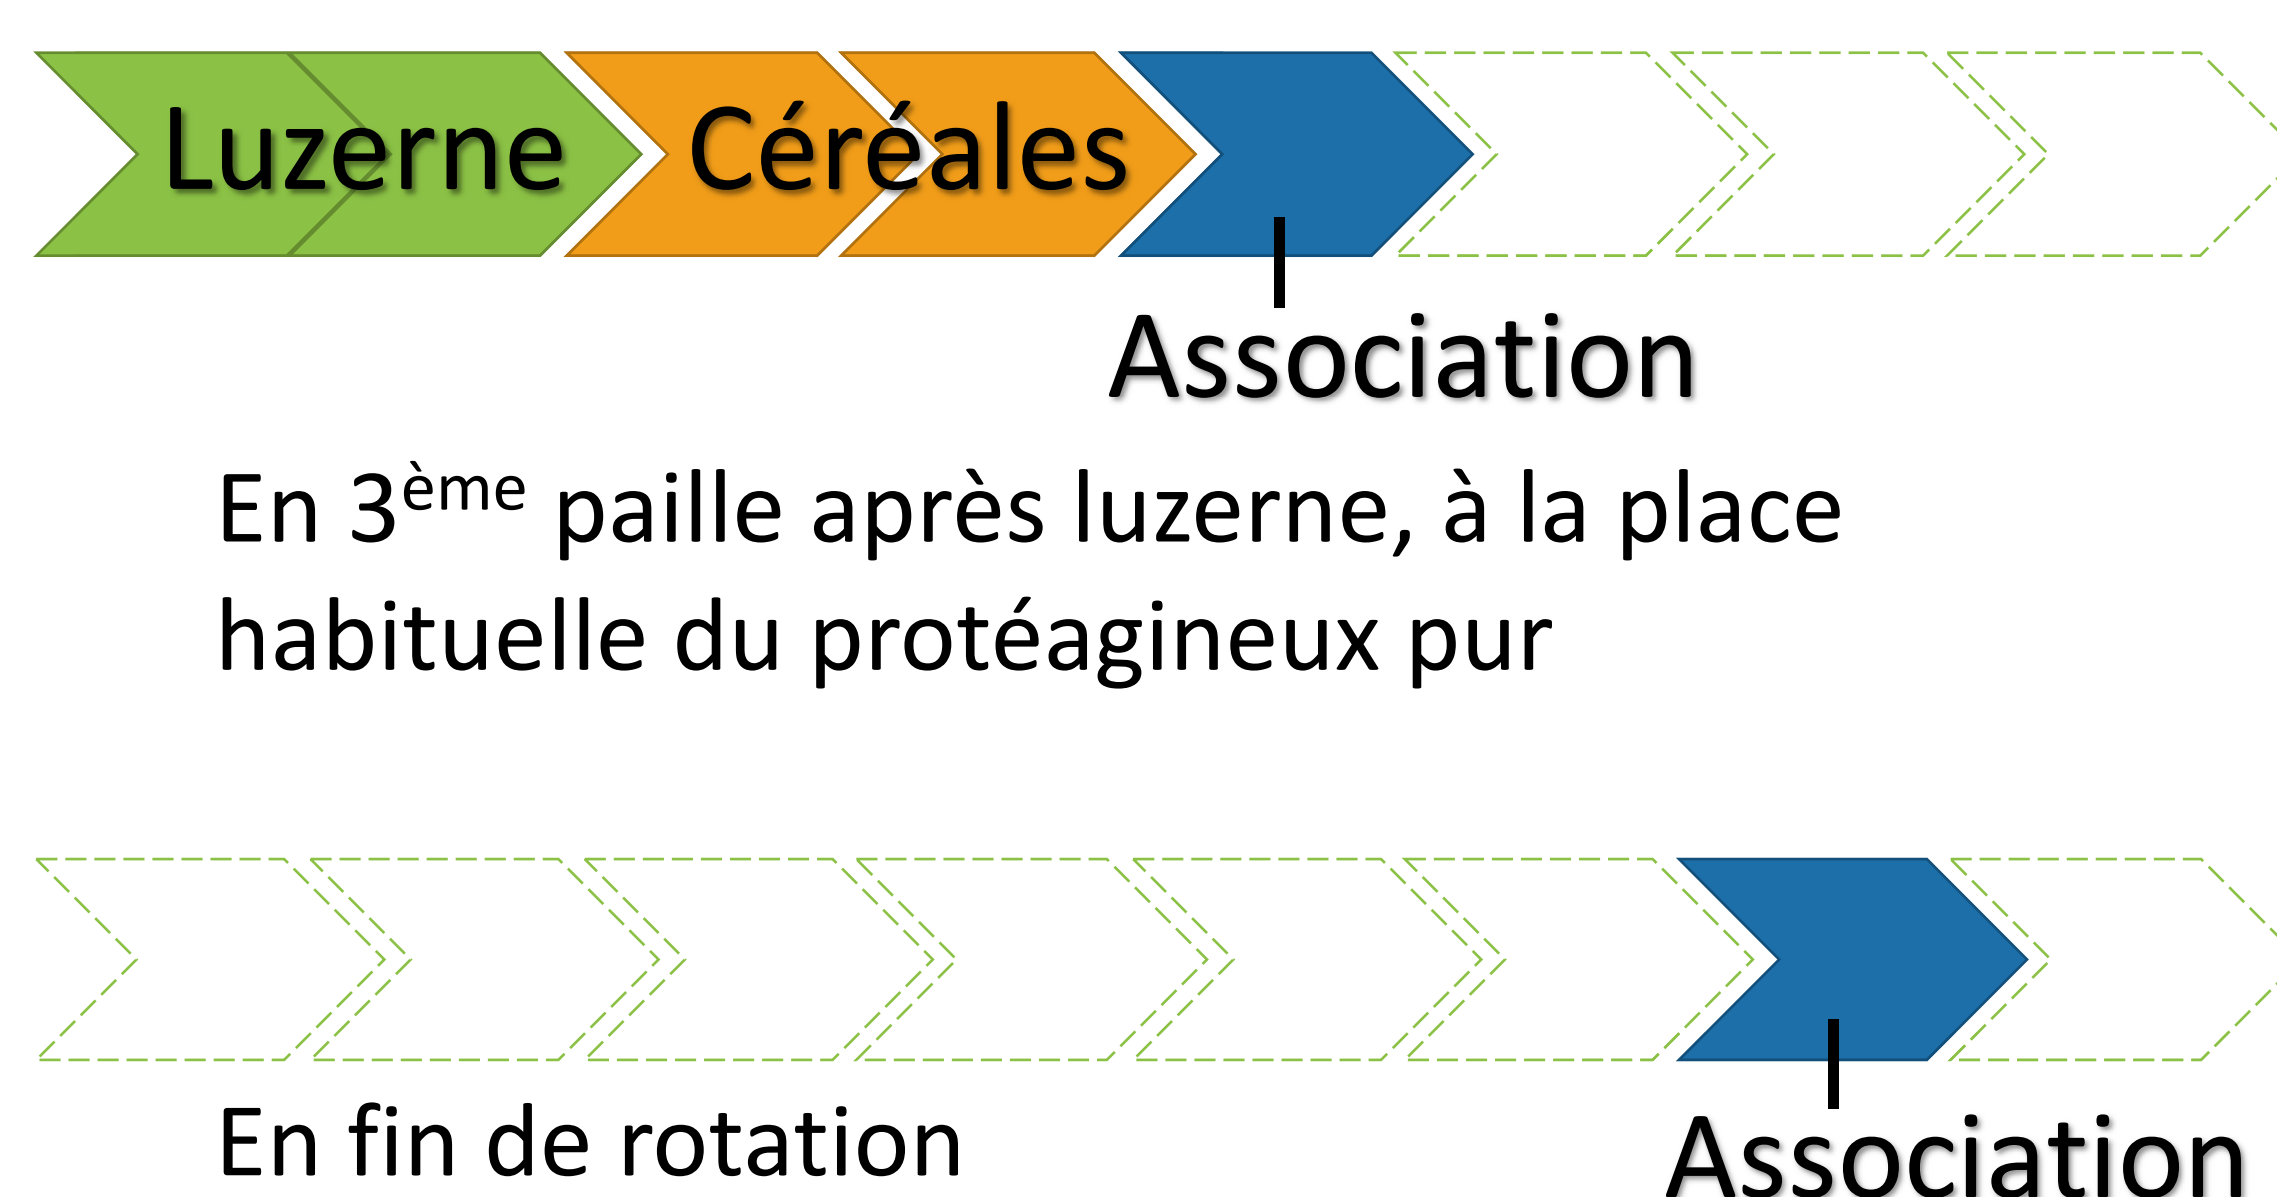 Luzerne Céréales
Association
En 3ème paille après luzerne, à la place
habituelle du protéagineux pur
En fin de rotation
Association